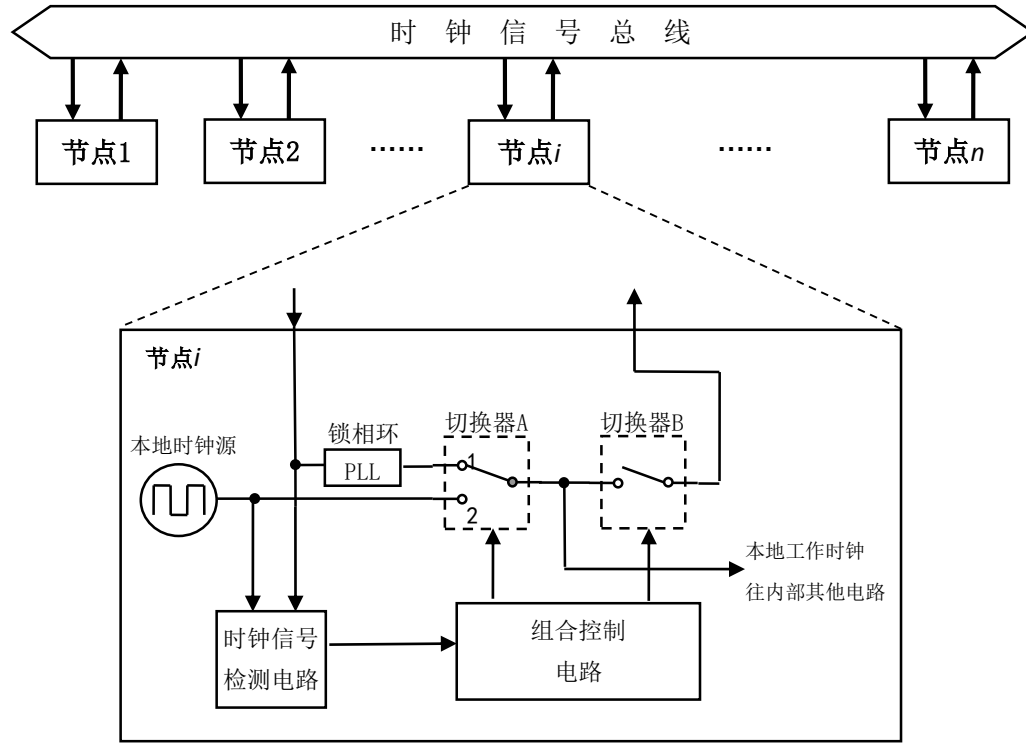 时钟信号总线
节点1
节点2
……
节点i
……
节点n
节点i
本地时钟源
锁相环
PLL
切换器A
1
2
切换器B
本地工作时钟
往内部其他电路
时钟信号
检测电路
组合控制
电路